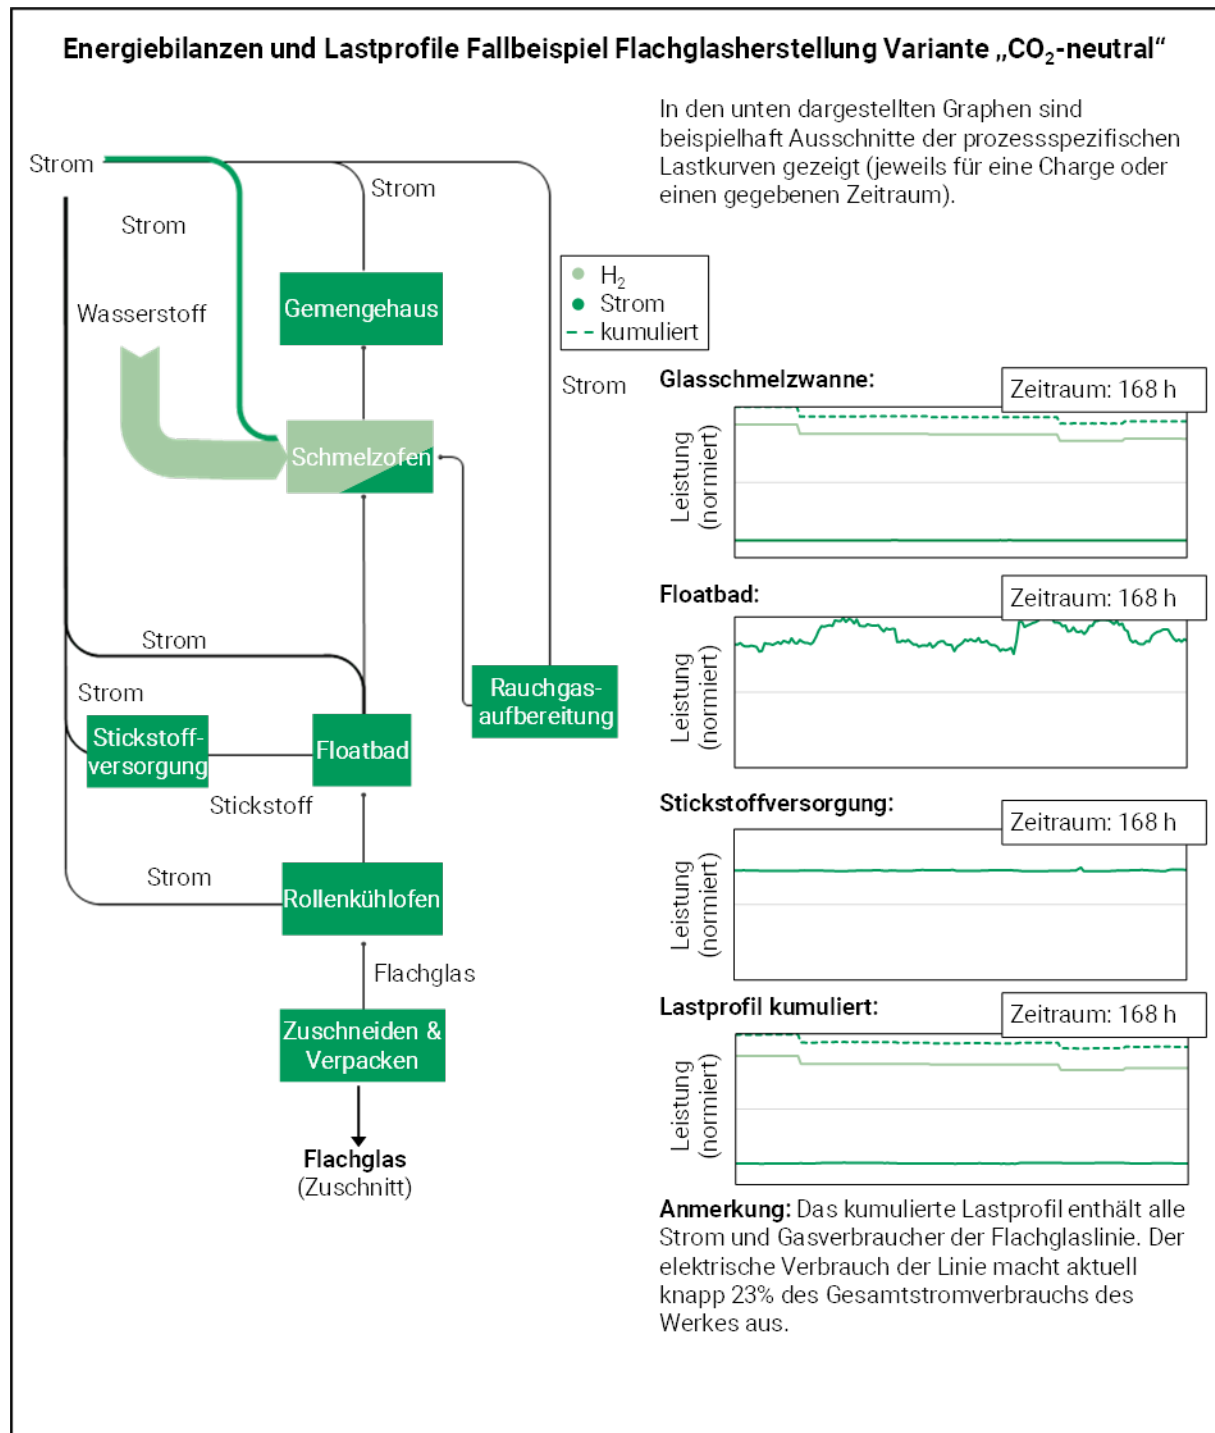 Energiebilanzen und Lastprofile Fallbeispiel Flachglasherstellung Variante „CO₂-neutral“
In den unten dargestellten Graphen sind
beispielhaft Ausschnitte der prozessspezifischen
Lastkurven gezeigt (jeweils für eine Charge oder
einen gegebenen Zeitraum).
Strom
Strom
Strom
Wasserstoff
Gemengehaus
H₂
Strom
kumuliert
Strom
Schmelzofen
Strom
Strom
Rauchgas-
aufbereitung
Stickstoff-
versorgung
Floatbad
Stickstoff
Strom
Rollenkühlofen
Flachglas
Zuschneiden &
Verpacken
Flachglas
(Zuschnitt)
Glasschmelzwanne:
Zeitraum: 168 h
Leistung
(normiert)
Floatbad:
Zeitraum: 168 h
Leistung
(normiert)
Stickstoffversorgung:
Zeitraum: 168 h
Leistung
(normiert)
Lastprofil kumuliert:
Zeitraum: 168 h
Leistung
(normiert)
Anmerkung: Das kumulierte Lastprofil enthält alle
Strom und Gasverbraucher der Flachglaslinie. Der
elektrische Verbrauch der Linie macht aktuell
knapp 23% des Gesamtstromverbrauchs des
Werkes aus.